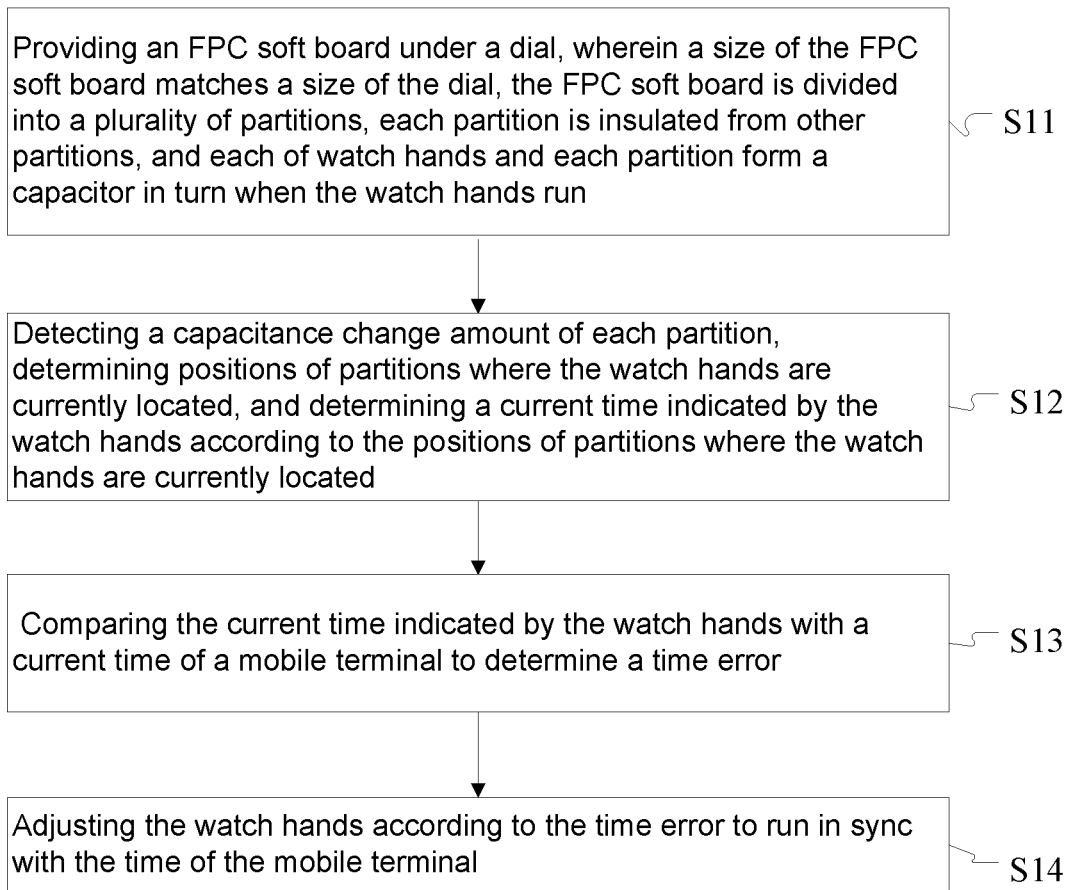 Providing an FPC soft board under a dial, wherein a size of the FPC
soft board matches a size of the dial, the FPC soft board is divided
into a plurality of partitions, each partition is insulated from other
partitions, and each of watch hands and each partition form a
capacitor in turn when the watch hands run
S11
Detecting a capacitance change amount of each partition,
determining positions of partitions where the watch hands are
currently located, and determining a current time indicated by the
watch hands according to the positions of partitions where the watch
hands are currently located
S12
Comparing the current time indicated by the watch hands with a
current time of a mobile terminal to determine a time error
S13
Adjusting the watch hands according to the time error to run in sync
with the time of the mobile terminal
S14